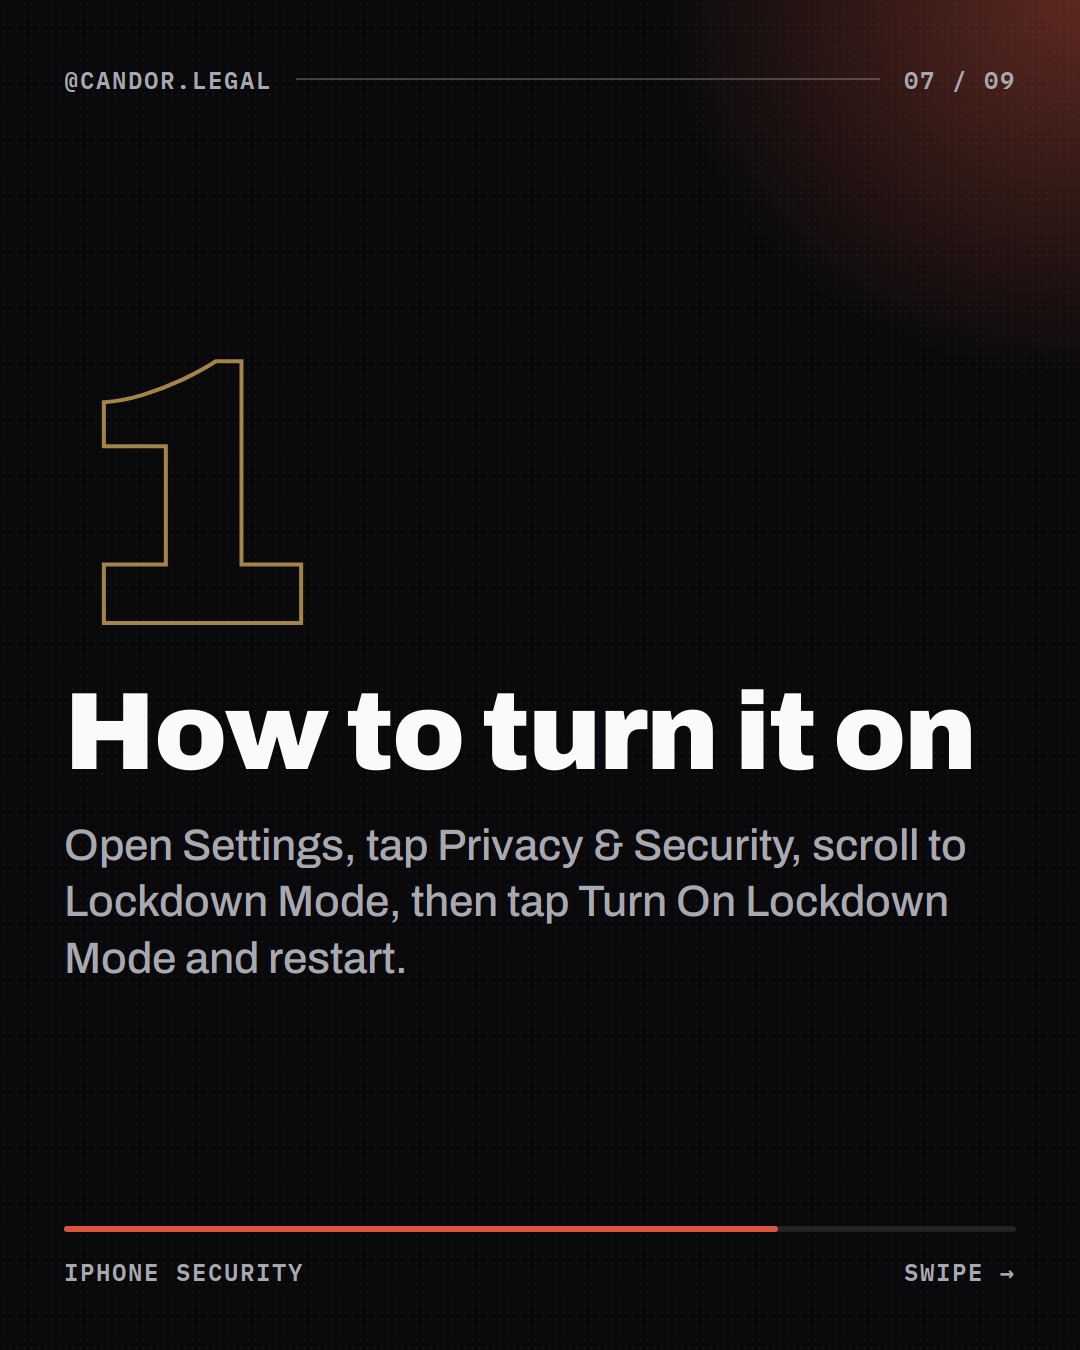 @CANDOR.LEGAL
07 / 09
1
How to turn it on
Open Settings, tap Privacy & Security, scroll to
Lockdown Mode, then tap Turn On Lockdown
Mode and restart.
IPHONE SECURITY
SWIPE →